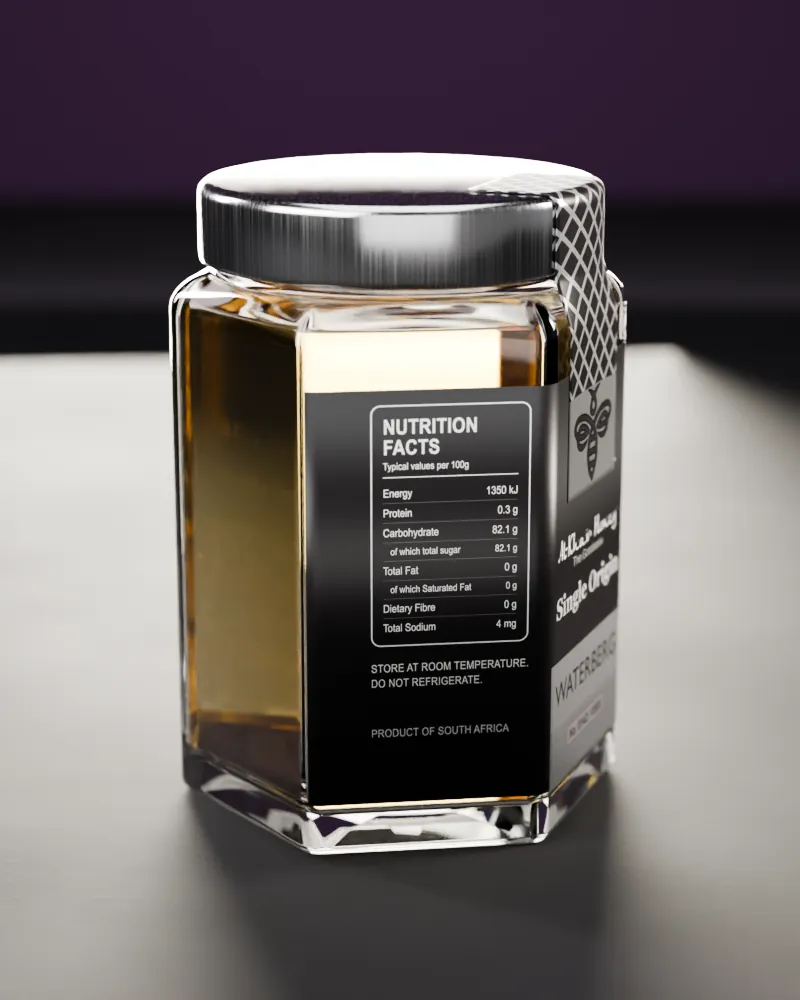 NUTRITION
FACTS
Typical values per 100g
Energy 1350 kJ
Protein 0.3 g
Carbohydrate 82.1 g
of which total sugar 82.1 g
Total Fat 0 g
of which Saturated Fat 0 g
Dietary Fibre 0 g
Total Sodium 4 mg
STORE AT ROOM TEMPERATURE.
DO NOT REFRIGERATE.
PRODUCT OF SOUTH AFRICA
Honey
Single Origin
WATERBERG